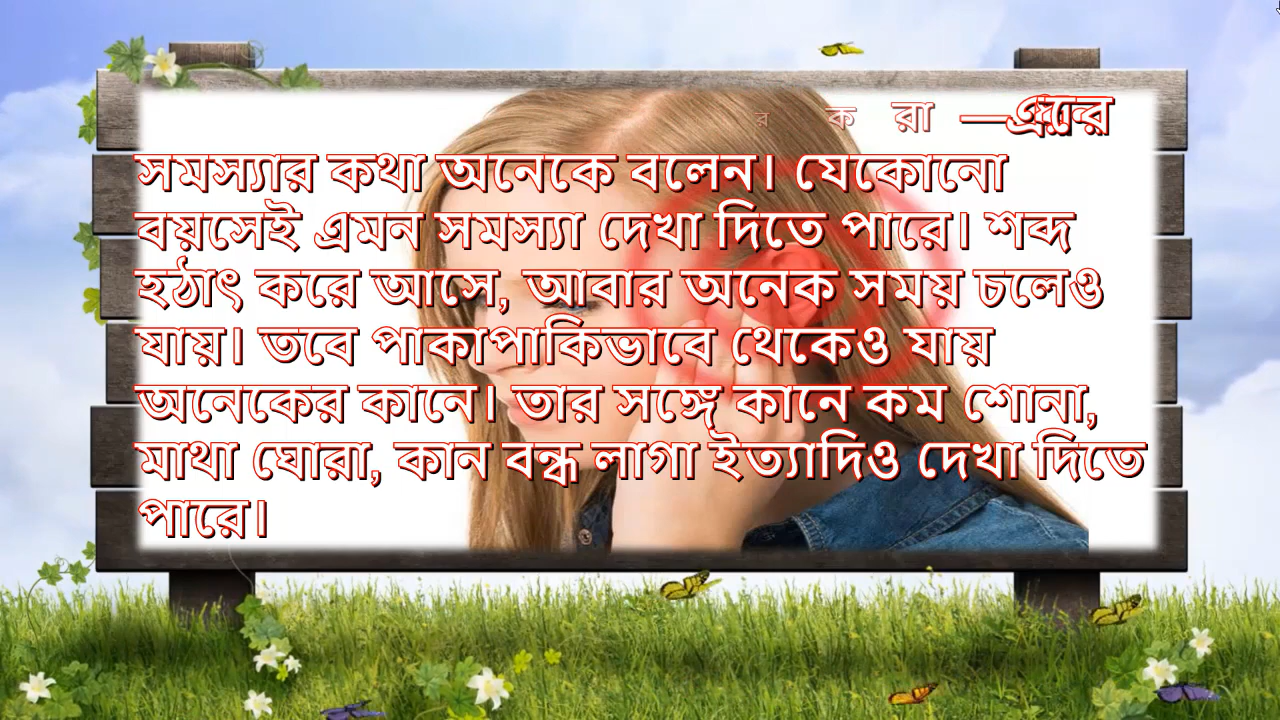 র ক রা —
সমস্যার কথা অনেকে বলেন। যেকোনো
বয়সেই এমন সমস্যা দেখা দিতে পারে। শব্দ
হঠাৎ করে আসে, আবার অনেক সময় চলেও
যায়। তবে পাকাপাকিভাবে থেকেও যায়
অনেকের কানে। তার সঙ্গে কানে কম শোনা,
মাথা ঘোরা, কান বন্ধ লাগা ইত্যাদিও দেখা দিতে
পারে।